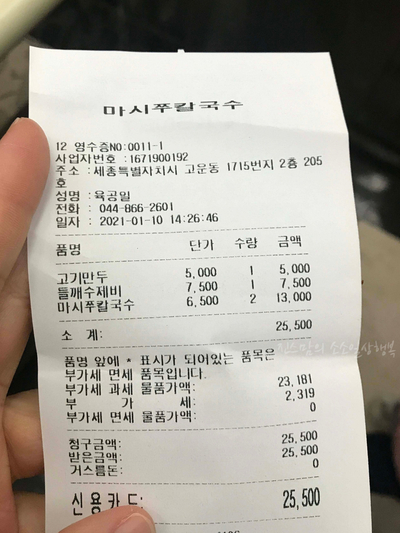 마시쭈칼국수
12 영수증NO:0011-1
사업자번호 :1671900192
주소 :세종특별자치시 고운동 1715번지 2층 205
호
성명 :육공일
전화 : 044-866-2601
일자 : 2021-01-10 14:26:46
품명 단가 수량 금액
고기만두 5,000 1 5,000
들깨수제비 7,500 1 7,500
마시쭈칼국수 6,500 2 13,000
소 계: 25,500
품명 앞에 * 표시가 되어있는 품목은
부가세 면세 품목입니다.
부가세 과세 물품가액: 23,181
부 가 세: 2,319
부가세 면세 물품가액: 0
청구금액: 25,500
받은금액: 25,500
거스름돈: 0
신용카드: 25,500